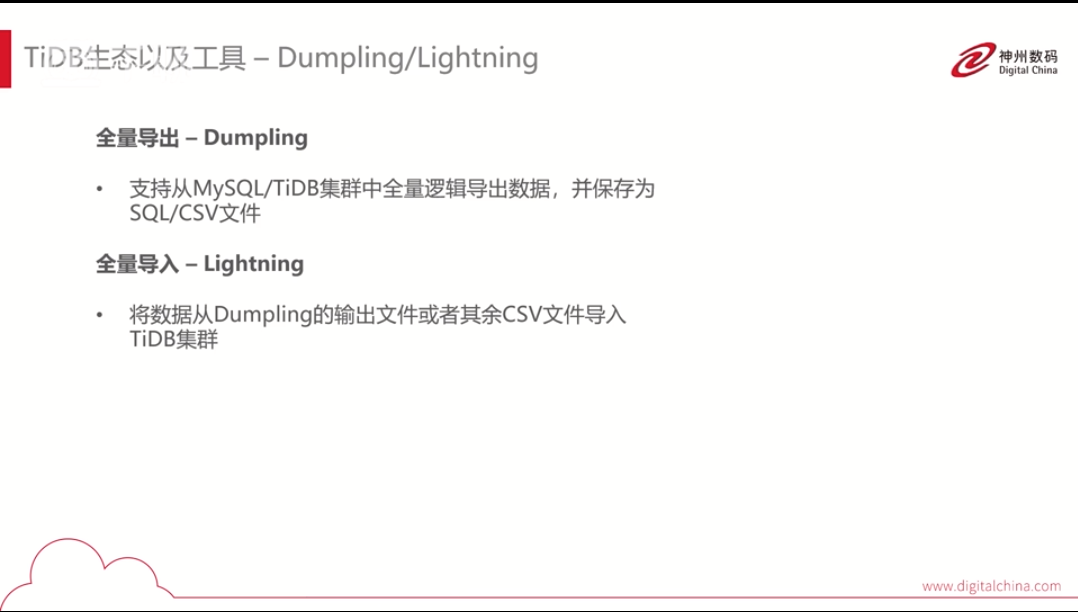 TiDB生态以及工具 – Dumpling/Lightning
神州数码
Digital China
全量导出 – Dumpling
• 支持从MySQL/TiDB集群中全量逻辑导出数据，并保存为
SQL/CSV文件
全量导入 – Lightning
• 将数据从Dumpling的输出文件或者其余CSV文件导入
TiDB集群
www.digitalchina.com